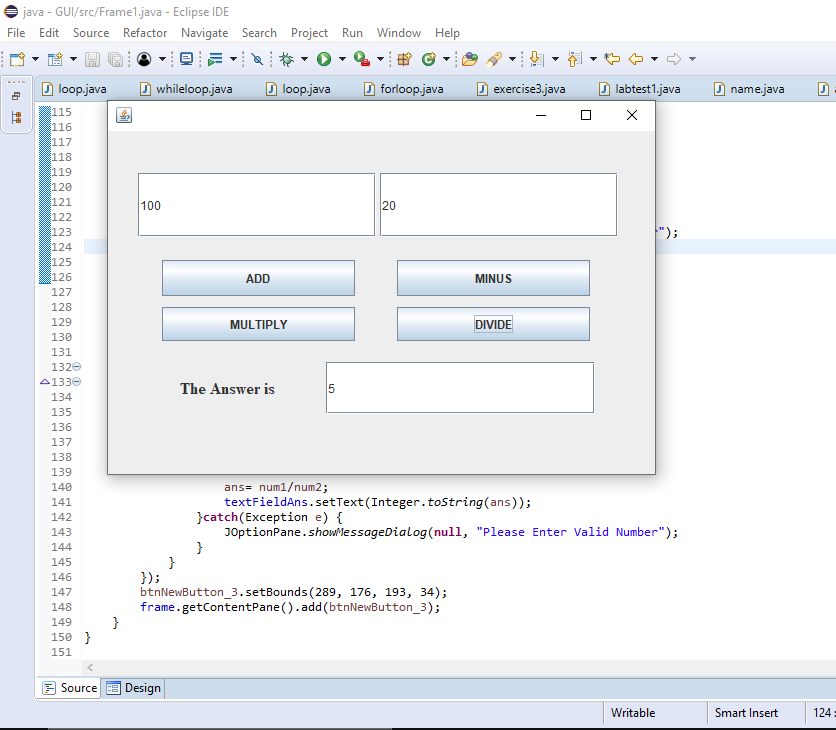 java - GUI/src/Frame1.java - Eclipse IDE
File Edit Source Refactor Navigate Search Project Run Window Help
loop.java whileloop.java loop.java forloop.java exercise3.java labtest1.java name.java
115
116
117
118
119
120
121
122
123 ");
124
125
126
127
128
129
130
131
132
133
134
135
136
137
138
139
100 20
ADD MINUS
MULTIPLY DIVIDE
The Answer is 5
140 ans= num1/num2;
141 textFieldAns.setText(Integer.toString(ans));
142 }catch(Exception e) {
143 JOptionPane.showMessageDialog(null, "Please Enter Valid Number");
144 }
145 }
146 });
147 btnNewButton_3.setBounds(289, 176, 193, 34);
148 frame.getContentPane().add(btnNewButton_3);
149 }
150 }
151
Source Design
Writable Smart Insert 124 :